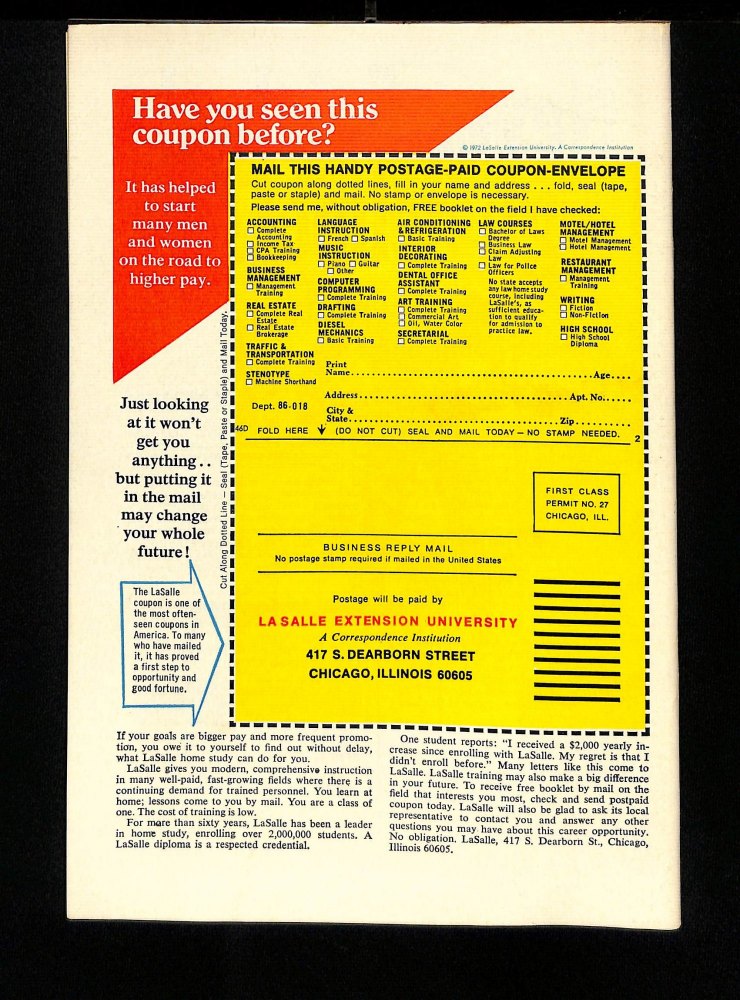 Have you seen this
coupon before?
© 1972 LaSalle Extension University, A Correspondence Institution
It has helped
to start
many men
and women
on the road to
higher pay.
Just looking
at it won't
get you
anything . .
but putting it
in the mail
may change
your whole
future!
The LaSalle
coupon is one of
the most often-
seen coupons in
America. To many
who have mailed
it, it has proved
a first step to
opportunity and
good fortune.
Cut Along Dotted Line — Seal (Tape, Paste or Staple) and Mail Today.
MAIL THIS HANDY POSTAGE-PAID COUPON-ENVELOPE
Cut coupon along dotted lines, fill in your name and address . . . fold, seal (tape,
paste or staple) and mail. No stamp or envelope is necessary.
Please send me, without obligation, FREE booklet on the field I have checked:
ACCOUNTING
Complete
Accounting
Income Tax
CPA Training
Bookkeeping
BUSINESS
MANAGEMENT
Management
Training
REAL ESTATE
Complete Real
Estate
Real Estate
Brokerage
TRAFFIC &
TRANSPORTATION
Complete Training
STENOTYPE
Machine Shorthand
LANGUAGE
INSTRUCTION
French Spanish
MUSIC
INSTRUCTION
Piano Guitar
Other
COMPUTER
PROGRAMMING
Complete Training
DRAFTING
Complete Training
DIESEL
MECHANICS
Basic Training
AIR CONDITIONING
& REFRIGERATION
Basic Training
INTERIOR
DECORATING
Complete Training
DENTAL OFFICE
ASSISTANT
Complete Training
ART TRAINING
Complete Training
Commercial Art
Oil, Water Color
SECRETARIAL
Complete Training
LAW COURSES
Bachelor of Laws
Degree
Business Law
Claim Adjusting
Law
Law for Police
Officers
No state accepts
any law home study
course, including
LaSalle's, as
sufficient educa-
tion to qualify
for admission to
practice law.
MOTEL/HOTEL
MANAGEMENT
Motel Management
Hotel Management
RESTAURANT
MANAGEMENT
Management
Training
WRITING
Fiction
Non-Fiction
HIGH SCHOOL
High School
Diploma
Print
Name Age
Address Apt. No.
Dept. 86-018
City &
State Zip
46D FOLD HERE (DO NOT CUT) SEAL AND MAIL TODAY — NO STAMP NEEDED. 2
FIRST CLASS
PERMIT NO. 27
CHICAGO, ILL.
BUSINESS REPLY MAIL
No postage stamp required if mailed in the United States
Postage will be paid by
LA SALLE EXTENSION UNIVERSITY
A Correspondence Institution
417 S. DEARBORN STREET
CHICAGO, ILLINOIS 60605
If your goals are bigger pay and more frequent promo-
tion, you owe it to yourself to find out without delay,
what LaSalle home study can do for you.
LaSalle gives you modern, comprehensive instruction
in many well-paid, fast-growing fields where there is a
continuing demand for trained personnel. You learn at
home; lessons come to you by mail. You are a class of
one. The cost of training is low.
For more than sixty years, LaSalle has been a leader
in home study, enrolling over 2,000,000 students. A
LaSalle diploma is a respected credential.
One student reports: "I received a $2,000 yearly in-
crease since enrolling with LaSalle. My regret is that I
didn't enroll before." Many letters like this come to
LaSalle. LaSalle training may also make a big difference
in your future. To receive free booklet by mail on the
field that interests you most, check and send postpaid
coupon today. LaSalle will also be glad to ask its local
representative to contact you and answer any other
questions you may have about this career opportunity.
No obligation. LaSalle, 417 S. Dearborn St., Chicago,
Illinois 60605.